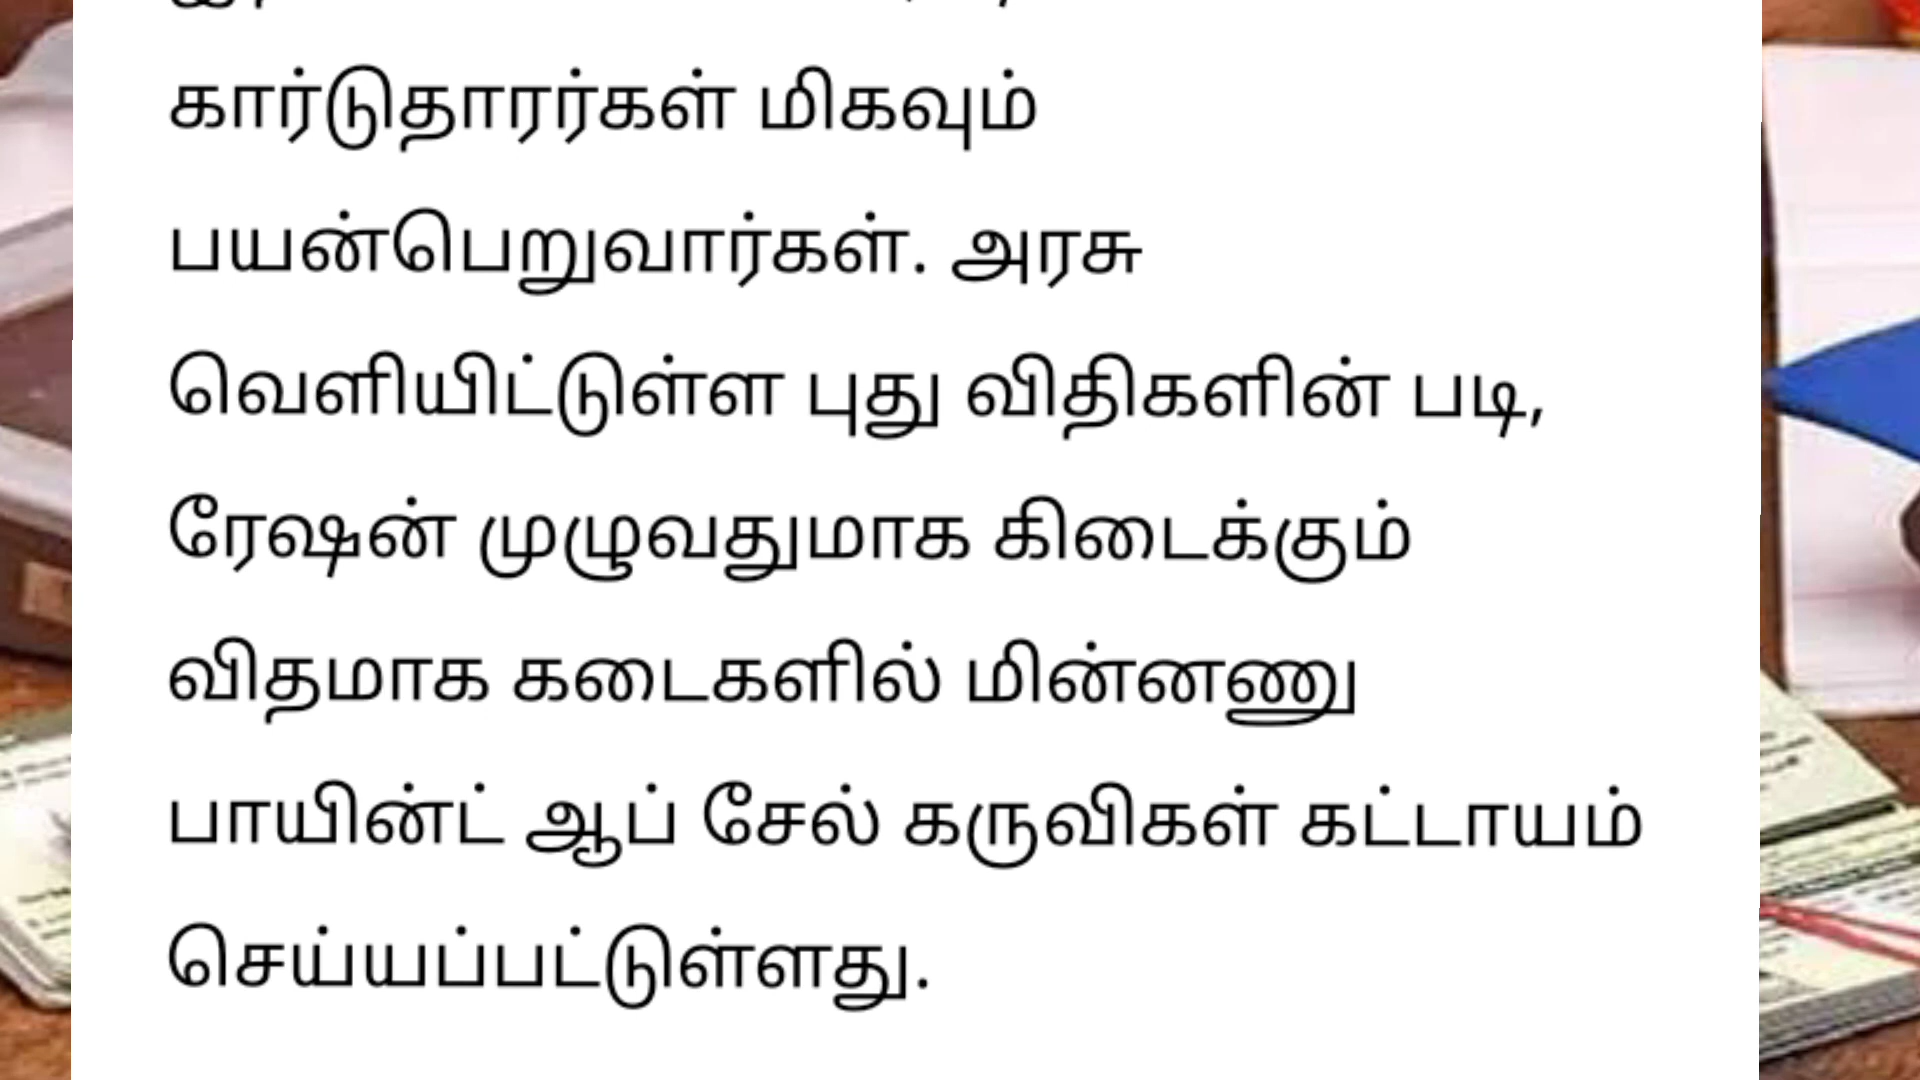 கார்டுதாரர்கள் மிகவும்
பயன்பெறுவார்கள். அரசு
வெளியிட்டுள்ள புது விதிகளின் படி,
ரேஷன் முழுவதுமாக கிடைக்கும்
விதமாக கடைகளில் மின்னணு
பாயின்ட் ஆப் சேல் கருவிகள் கட்டாயம்
செய்யப்பட்டுள்ளது.